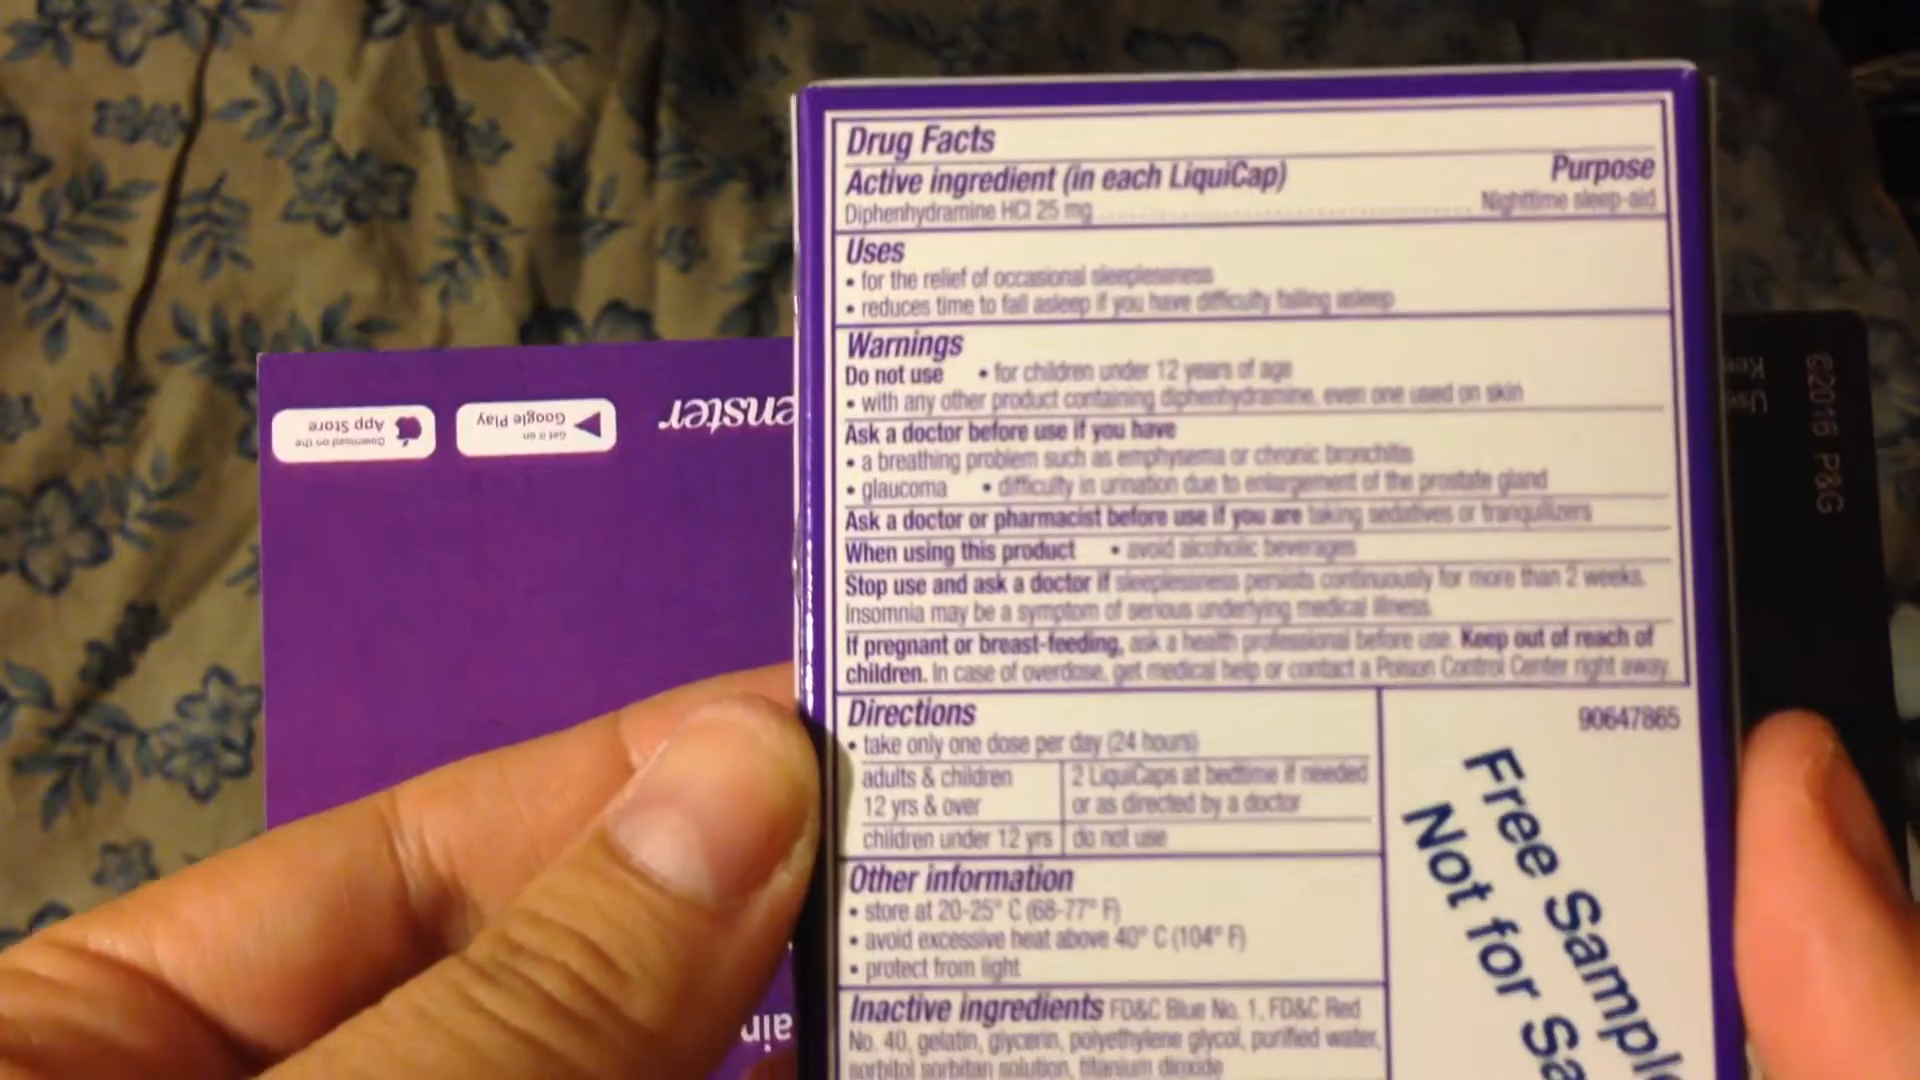 Drug Facts
Active ingredient (in each LiquiCap) Purpose
Diphenhydramine HCl 25 mg Nighttime sleep-aid
Uses
• for the relief of occasional sleeplessness
• reduces time to fall asleep if you have difficulty falling asleep
Warnings
Do not use • for children under 12 years of age
• with any other product containing diphenhydramine, even one used on skin
Ask a doctor before use if you have
• a breathing problem such as emphysema or chronic bronchitis
• glaucoma • difficulty in urination due to enlargement of the prostate gland
Ask a doctor or pharmacist before use if you are taking sedatives or tranquilizers
When using this product • avoid alcoholic beverages
Stop use and ask a doctor if sleeplessness persists continuously for more than 2 weeks.
Insomnia may be a symptom of serious underlying medical illness.
If pregnant or breast-feeding, ask a health professional before use. Keep out of reach of
children. In case of overdose, get medical help or contact a Poison Control Center right away.
Directions
• take only one dose per day (24 hours)
adults & children 12 yrs & over
2 LiquiCaps at bedtime if needed or as directed by a doctor
children under 12 yrs
do not use
Other information
• store at 20-25° C (68-77° F)
• avoid excessive heat above 40° C (104° F)
• protect from light
Inactive ingredients FD&C Blue No. 1, FD&C Red
No. 40, gelatin, glycerin, polyethylene glycol, purified water,
sorbitol sorbitan solution, titanium dioxide
90647865
Free Sample
Not for Sa
Download on the
App Store
Get it on
Google Play
enster
ain
©2016 P&G